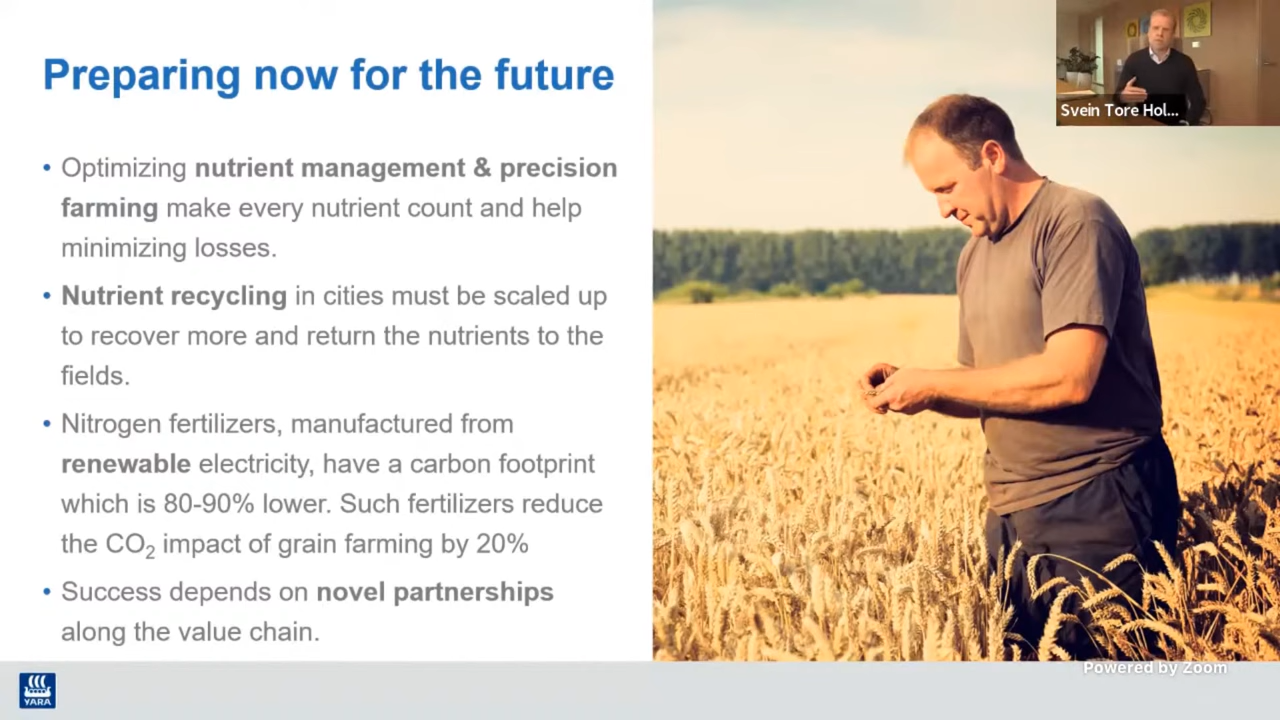 Preparing now for the future
Svein Tore Hol...
• Optimizing nutrient management & precision
farming make every nutrient count and help
minimizing losses.
• Nutrient recycling in cities must be scaled up
to recover more and return the nutrients to the
fields.
• Nitrogen fertilizers, manufactured from
renewable electricity, have a carbon footprint
which is 80-90% lower. Such fertilizers reduce
the CO₂ impact of grain farming by 20%
• Success depends on novel partnerships
along the value chain.
Powered by Zoom
YARA